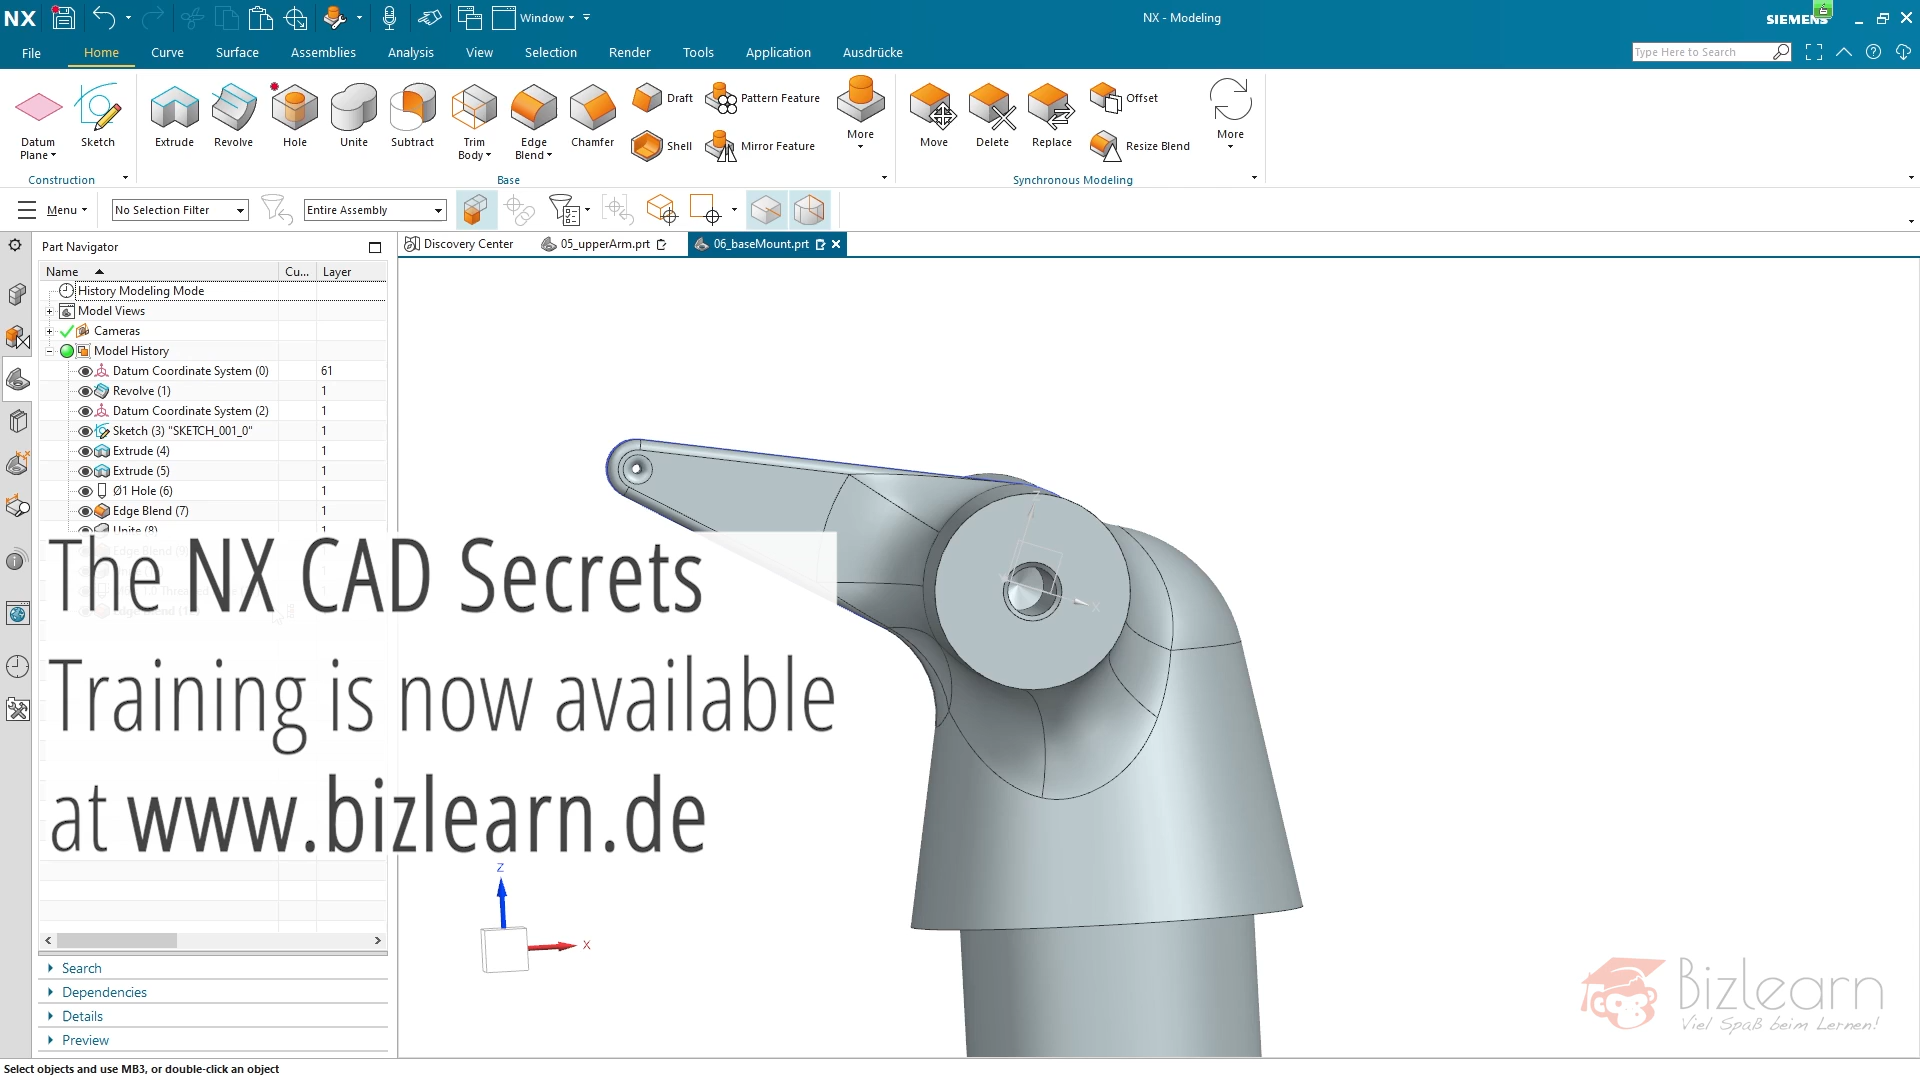 NX
Window
NX - Modeling
SIEMENS
File
Home
Curve
Surface
Assemblies
Analysis
View
Selection
Render
Tools
Application
Ausdrücke
Type Here to Search
Datum Plane
Sketch
Extrude
Revolve
Hole
Unite
Subtract
Trim Body
Edge Blend
Chamfer
Draft
Shell
Pattern Feature
Mirror Feature
More
Move
Delete
Replace
Offset
Resize Blend
More
Construction
Base
Synchronous Modeling
Menu
No Selection Filter
Entire Assembly
Part Navigator
Discovery Center
05_upperArm.prt
06_baseMount.prt
Name
Cu...
Layer
History Modeling Mode
Model Views
Cameras
Model History
Datum Coordinate System (0) 61
Revolve (1) 1
Datum Coordinate System (2) 1
Sketch (3) "SKETCH_001_0" 1
Extrude (4) 1
Extrude (5) 1
Ø1 Hole (6) 1
Edge Blend (7) 1
Unite (8) 1
The NX CAD Secrets
Training is now available
at www.bizlearn.de
Z
X
X
Search
Dependencies
Details
Preview
Bizlearn
Viel Spaß beim Lernen!
Select objects and use MB3, or double-click an object